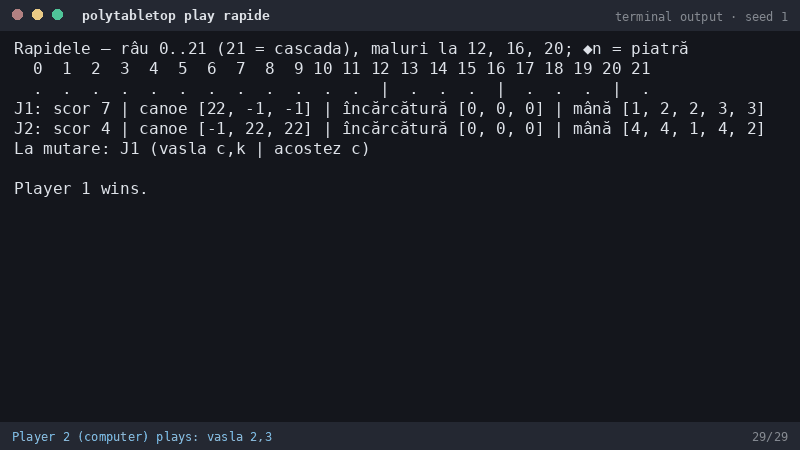 polytabletop play rapide
terminal output · seed 1
Rapidele — râu 0..21 (21 = cascada), maluri la 12, 16, 20; ◆n = piatră
0 1 2 3 4 5 6 7 8 9 10 11 12 13 14 15 16 17 18 19 20 21
. . . . . . . . . . . . | . . . | . . . | .
J1: scor 7 | canoe [22, -1, -1] | încărcătură [0, 0, 0] | mână [1, 2, 2, 3, 3]
J2: scor 4 | canoe [-1, 22, 22] | încărcătură [0, 0, 0] | mână [4, 4, 1, 4, 2]
La mutare: J1 (vasla c,k | acostez c)
Player 1 wins.
Player 2 (computer) plays: vasla 2,3
29/29